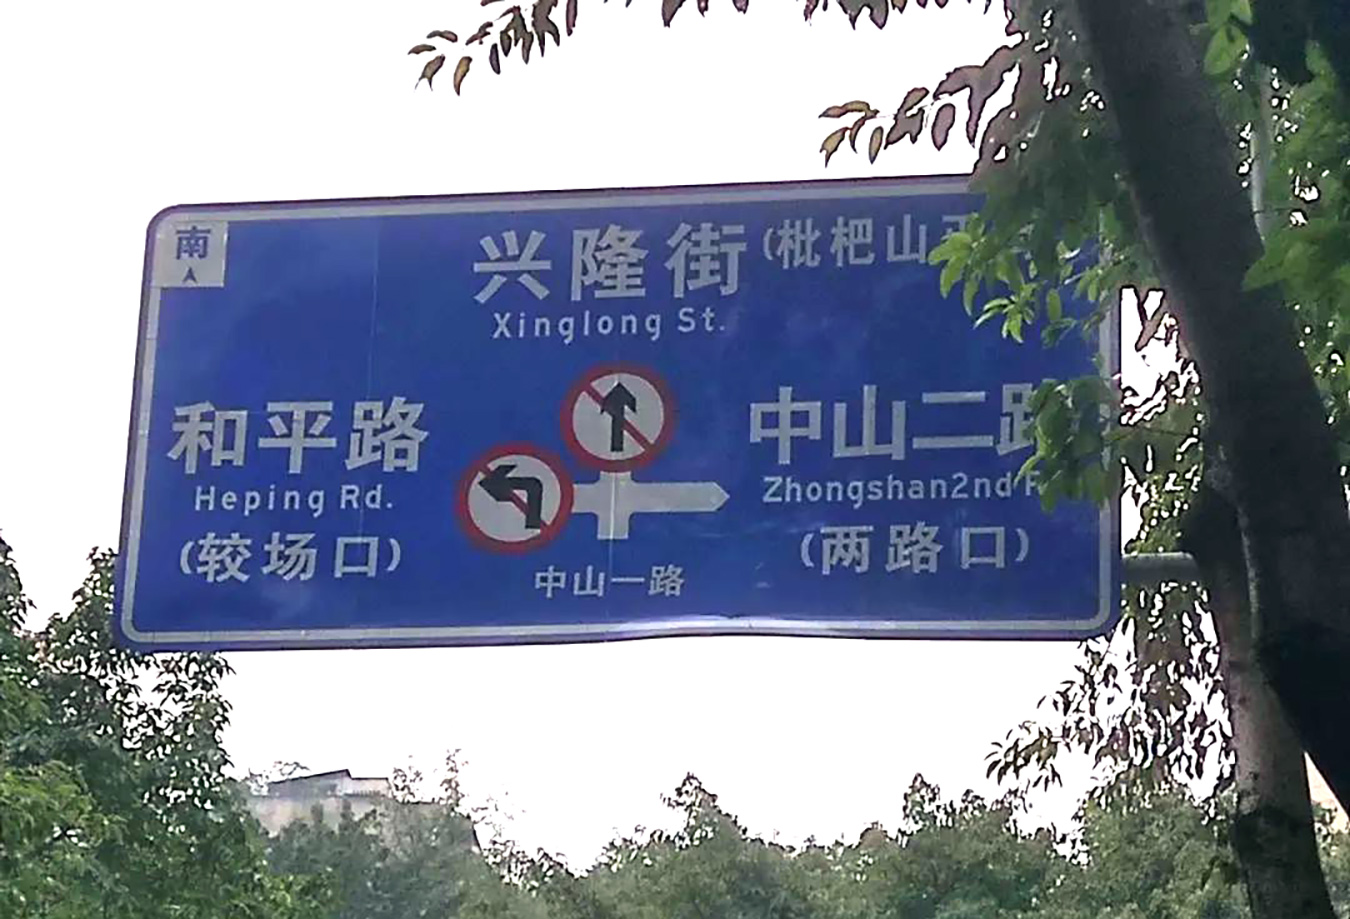 南
兴隆街(枇杷山
Xinglong St.
和平路
Heping Rd.
(较场口)
中山二路
Zhongshan2nd
(两路口)
中山一路